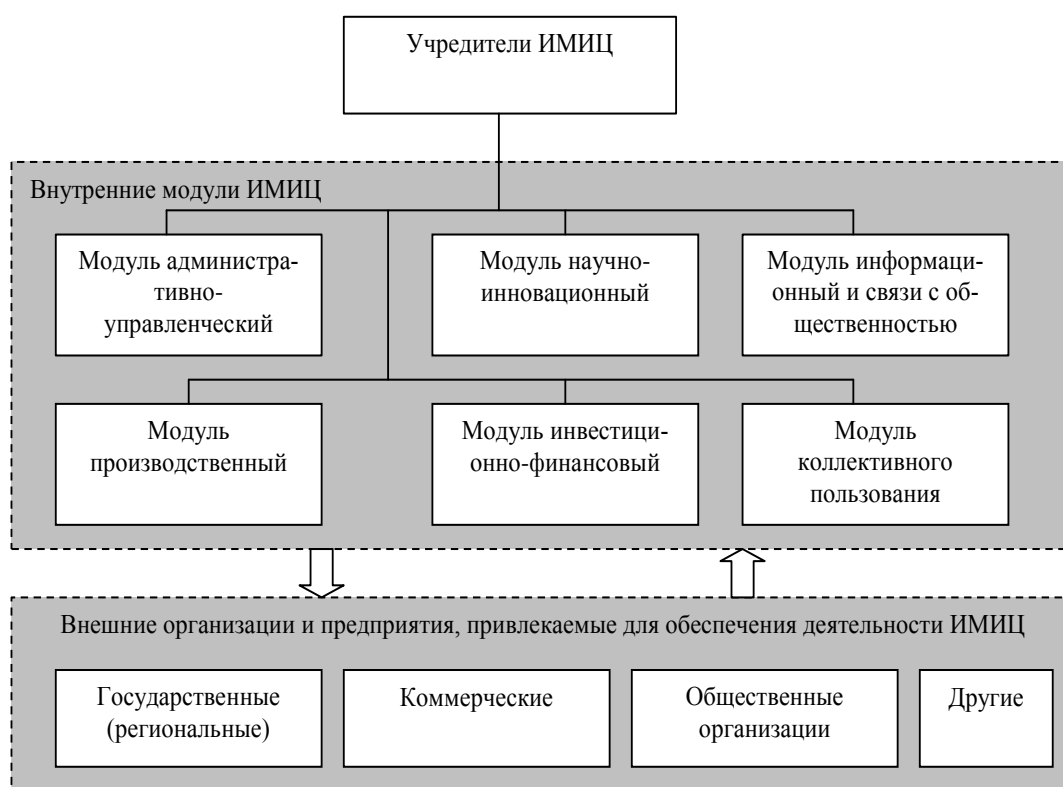 Учредители ИМИЦ
Внутренние модули ИМИЦ
Модуль администра-
тивно-
управленческий
Модуль научно-
инновационный
Модуль информаци-
онный и связи с об-
щественностью
Модуль
производственный
Модуль инвестици-
онно-финансовый
Модуль
коллективного
пользования
Внешние организации и предприятия, привлекаемые для обеспечения деятельности ИМИЦ
Государственные
(региональные)
Коммерческие
Общественные
организации
Другие